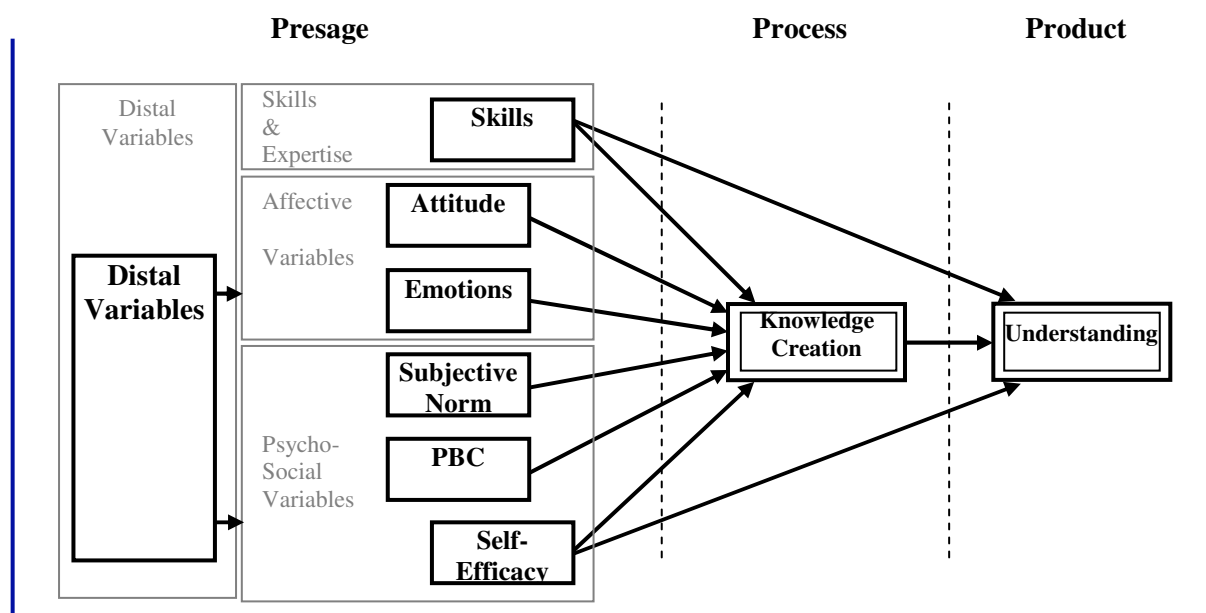 Presage
Process
Product
Distal
Variables
Skills
&
Expertise
Skills
Affective
Variables
Attitude
Emotions
Distal
Variables
Knowledge
Creation
Understanding
Subjective
Norm
Psycho-
Social
Variables
PBC
Self-
Efficacy